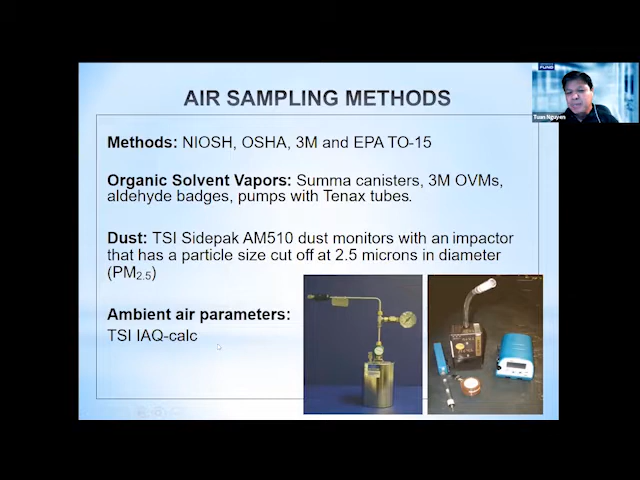 FUND
Tuan Nguyen
AIR SAMPLING METHODS
Methods: NIOSH, OSHA, 3M and EPA TO-15
Organic Solvent Vapors: Summa canisters, 3M OVMs,
aldehyde badges, pumps with Tenax tubes.
Dust: TSI Sidepak AM510 dust monitors with an impactor
that has a particle size cut off at 2.5 microns in diameter
(PM2.5)
Ambient air parameters:
TSI IAQ-calc